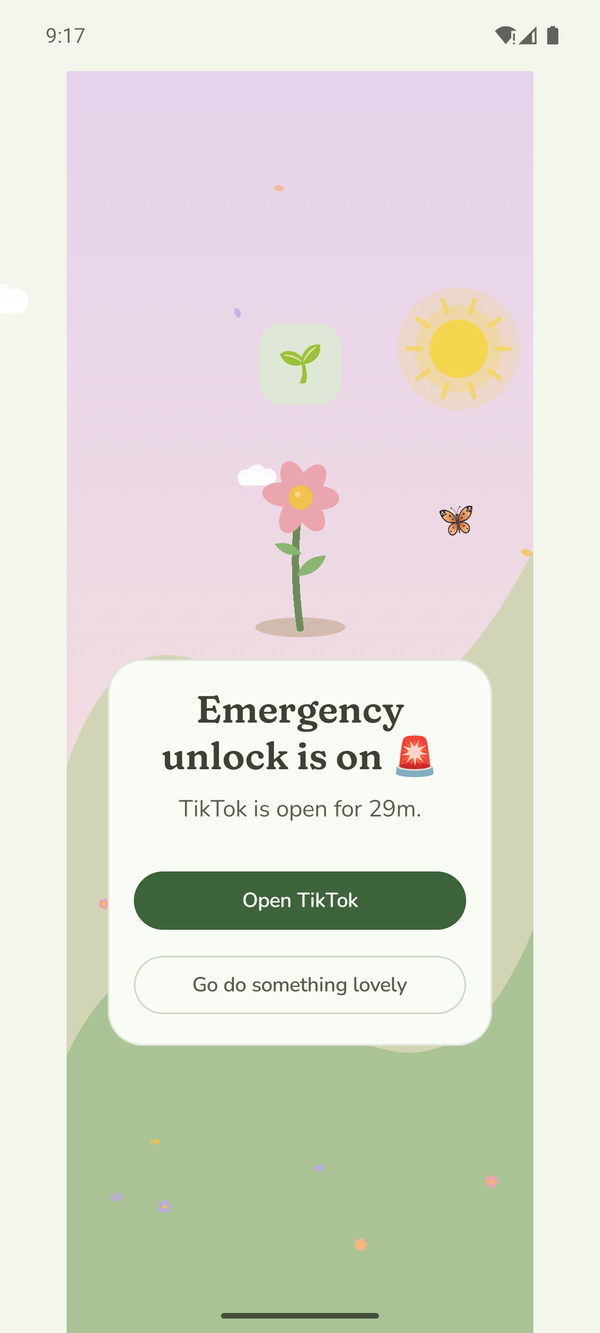 9:17
Emergency
unlock is on 🚨
TikTok is open for 29m.
Open TikTok
Go do something lovely